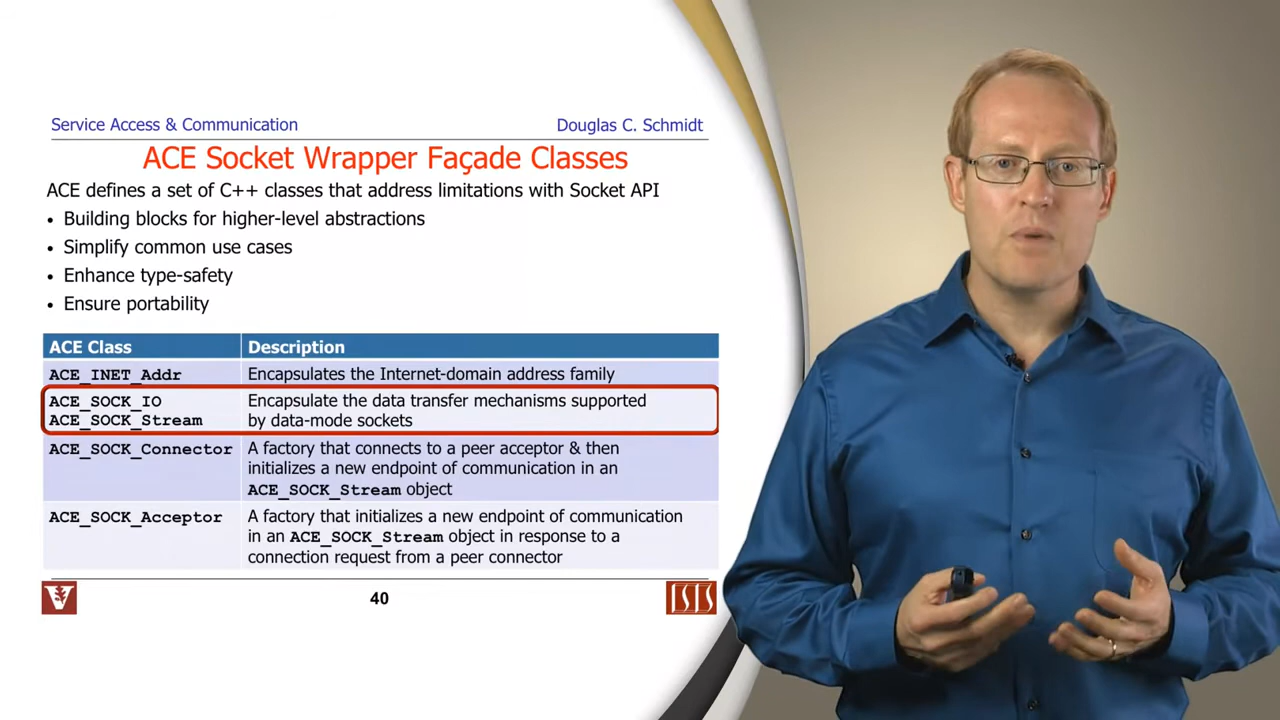 Service Access & Communication
Douglas C. Schmidt
ACE Socket Wrapper Façade Classes
ACE defines a set of C++ classes that address limitations with Socket API
• Building blocks for higher-level abstractions
• Simplify common use cases
• Enhance type-safety
• Ensure portability
ACE Class
Description
ACE_INET_Addr
Encapsulates the Internet-domain address family
ACE_SOCK_IO
ACE_SOCK_Stream
Encapsulate the data transfer mechanisms supported
by data-mode sockets
ACE_SOCK_Connector
A factory that connects to a peer acceptor & then
initializes a new endpoint of communication in an
ACE_SOCK_Stream object
ACE_SOCK_Acceptor
A factory that initializes a new endpoint of communication
in an ACE_SOCK_Stream object in response to a
connection request from a peer connector
V
40
ISIS